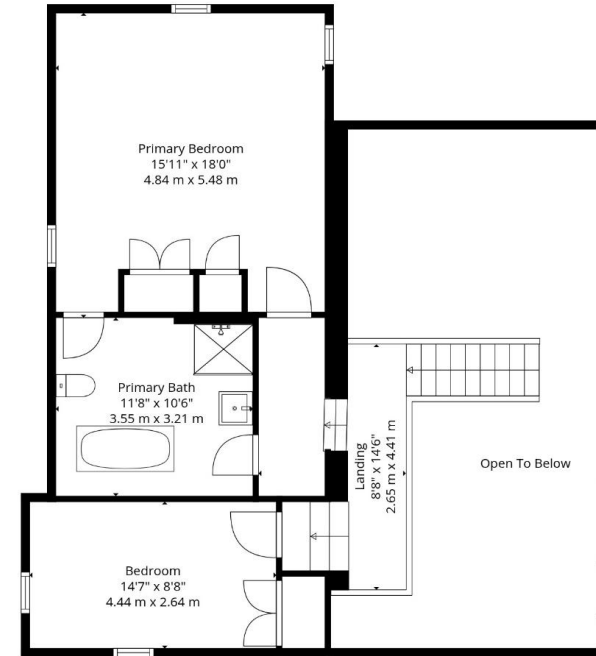 Primary Bedroom
15'11" x 18'0"
4.84 m x 5.48 m
Primary Bath
11'8" x 10'6"
3.55 m x 3.21 m
Landing
8'8" x 14'6"
2.65 m x 4.41 m
Open To Below
Bedroom
14'7" x 8'8"
4.44 m x 2.64 m